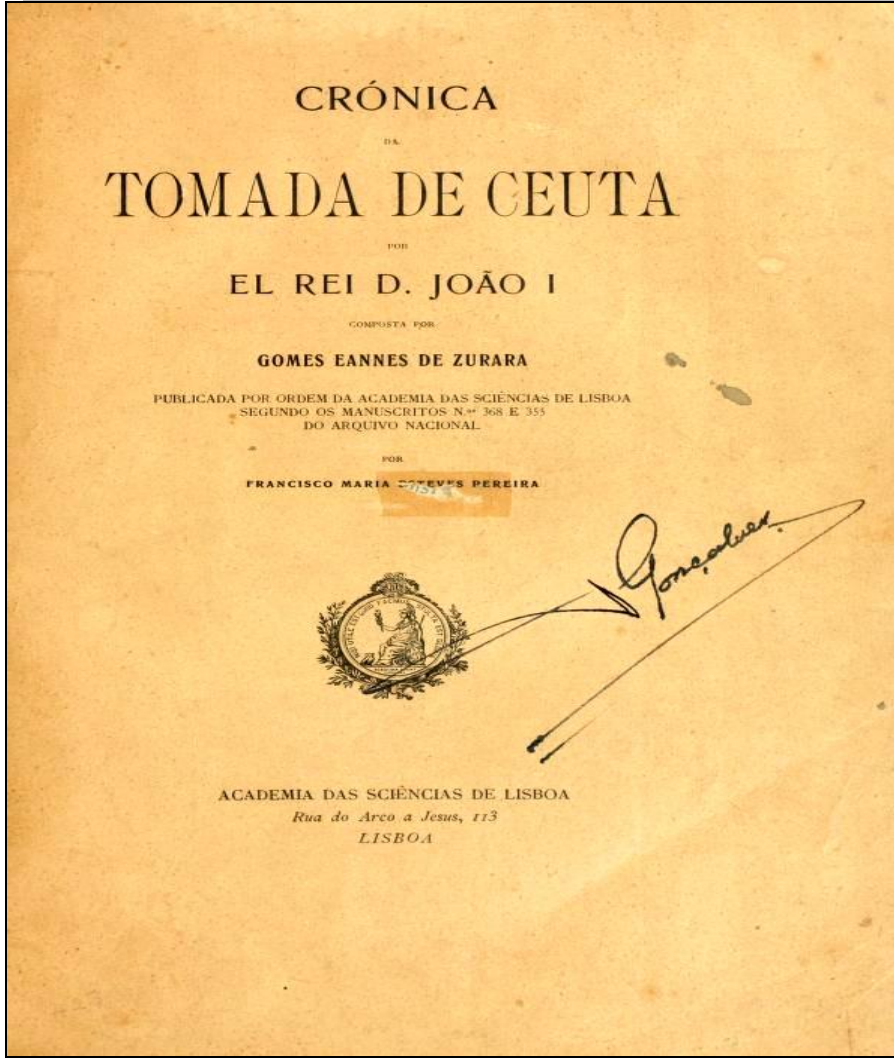 CRÓNICA
DA
TOMADA DE CEUTA
POR
EL REI D. JOÃO I
COMPOSTA POR
GOMES EANNES DE ZURARA
PUBLICADA POR ORDEM DA ACADEMIA DAS SCIÊNCIAS DE LISBOA
SEGUNDO OS MANUSCRITOS N.os 368 E 355
DO ARQUIVO NACIONAL
POR
FRANCISCO MARIA ESTEVES PEREIRA
Gonçalves
ACADEMIA DAS SCIÊNCIAS DE LISBOA
Rua do Arco a Jesus, 113
LISBOA